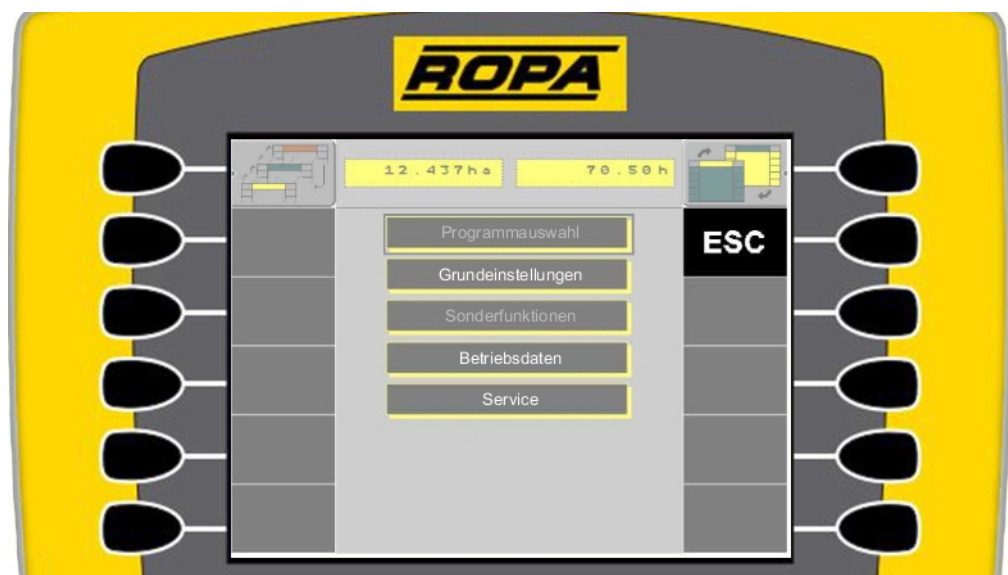 ROPA
12.437ha
70.50h
Programmauswahl
ESC
Grundeinstellungen
Sonderfunktionen
Betriebsdaten
Service